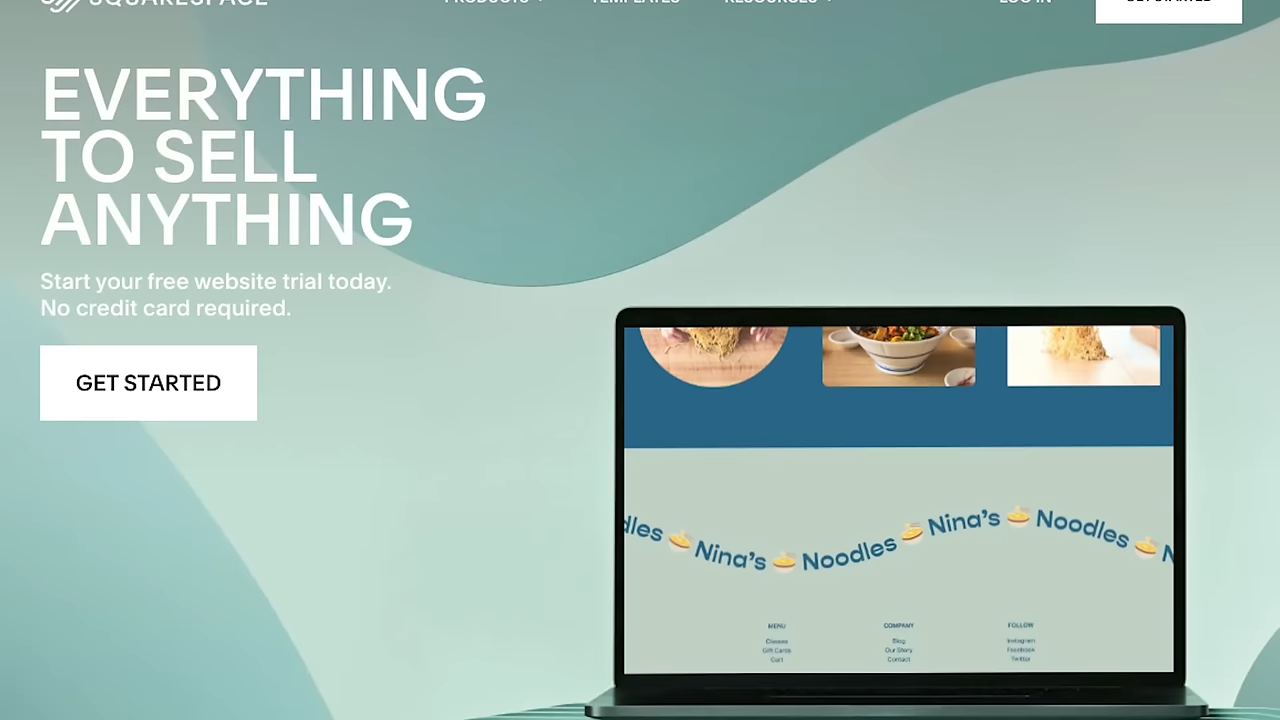 SQUARESPACE
PRODUCTS
TEMPLATES
RESOURCES
LOG IN
GET STARTED
EVERYTHING
TO SELL
ANYTHING
Start your free website trial today.
No credit card required.
GET STARTED
dles Nina's Noodles Nina's Noodles N
MENU
Classes
Gift Cards
Cart
COMPANY
Blog
Our Story
Contact
FOLLOW
Instagram
Facebook
Twitter